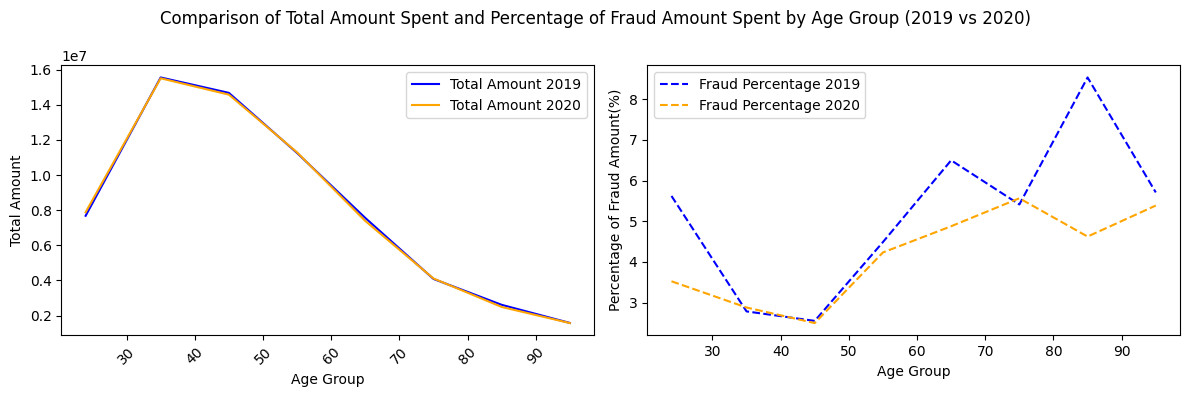 Comparison of Total Amount Spent and Percentage of Fraud Amount Spent by Age Group (2019 vs 2020)
1e7
1.6
1.4
1.2
1.0
0.8
0.6
0.4
0.2
Total Amount
Total Amount 2019
Total Amount 2020
30
40
50
60
70
80
90
Age Group
8
7
6
5
4
3
Percentage of Fraud Amount(%)
Fraud Percentage 2019
Fraud Percentage 2020
30
40
50
60
70
80
90
Age Group